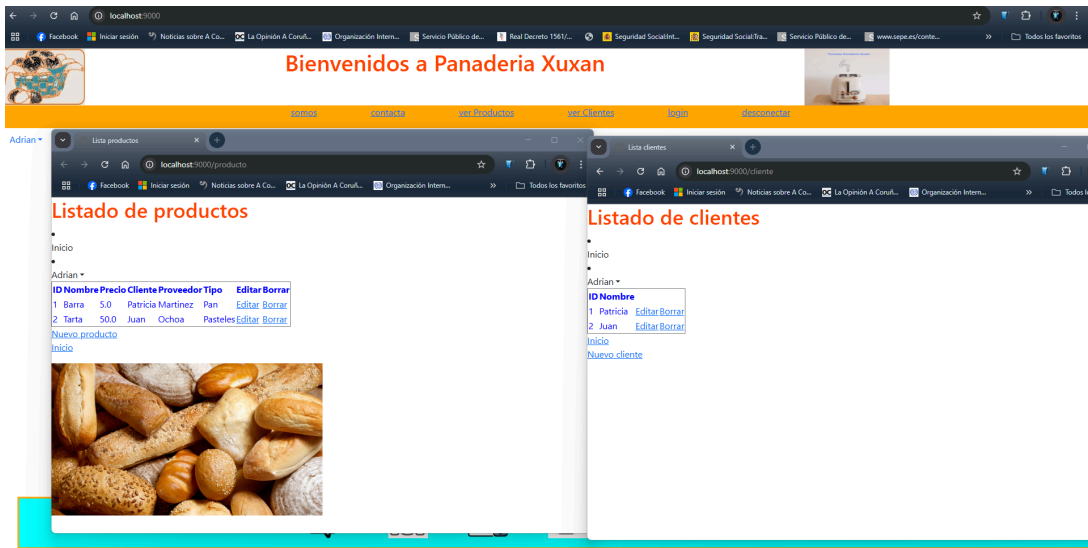 localhost:9000
Facebook Iniciar sesión Noticias sobre A Co... La Opinión A Coruñ... Organización Intern... Servicio Público de... Real Decreto 1561/... Seguridad Social:Int... Seguridad Social:Tra... Servicio Público de... www.sepe.es/conte... » Todos los favoritos
Bienvenidos a Panaderia Xuxan
somos contacta ver Productos ver Clientes login desconectar
Adrian
Lista productos
localhost:9000/producto
Facebook Iniciar sesión Noticias sobre A Co... La Opinión A Coruñ... Organización Intern... » Todos los favoritos
Listado de productos
Inicio
Adrian
ID Nombre Precio Cliente Proveedor Tipo Editar Borrar
1 Barra 5.0 Patricia Martinez Pan Editar Borrar
2 Tarta 50.0 Juan Ochoa Pasteles Editar Borrar
Nuevo producto
Inicio
Lista clientes
localhost:9000/cliente
Facebook Iniciar sesión Noticias sobre A Co... La Opinión A Coruñ... Organización Intern... » Todos l
Listado de clientes
Inicio
Adrian
ID Nombre
1 Patricia Editar Borrar
2 Juan Editar Borrar
Inicio
Nuevo cliente